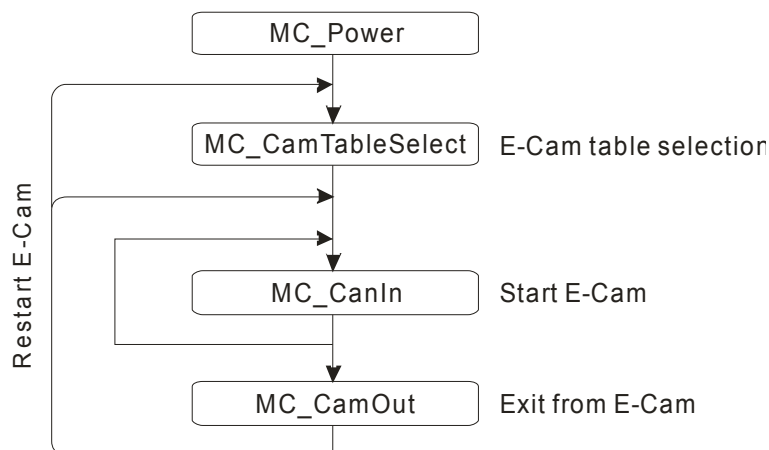 MC_Power
MC_CamTableSelect
E-Cam table selection
Restart E-Cam
MC_CanIn
Start E-Cam
MC_CamOut
Exit from E-Cam